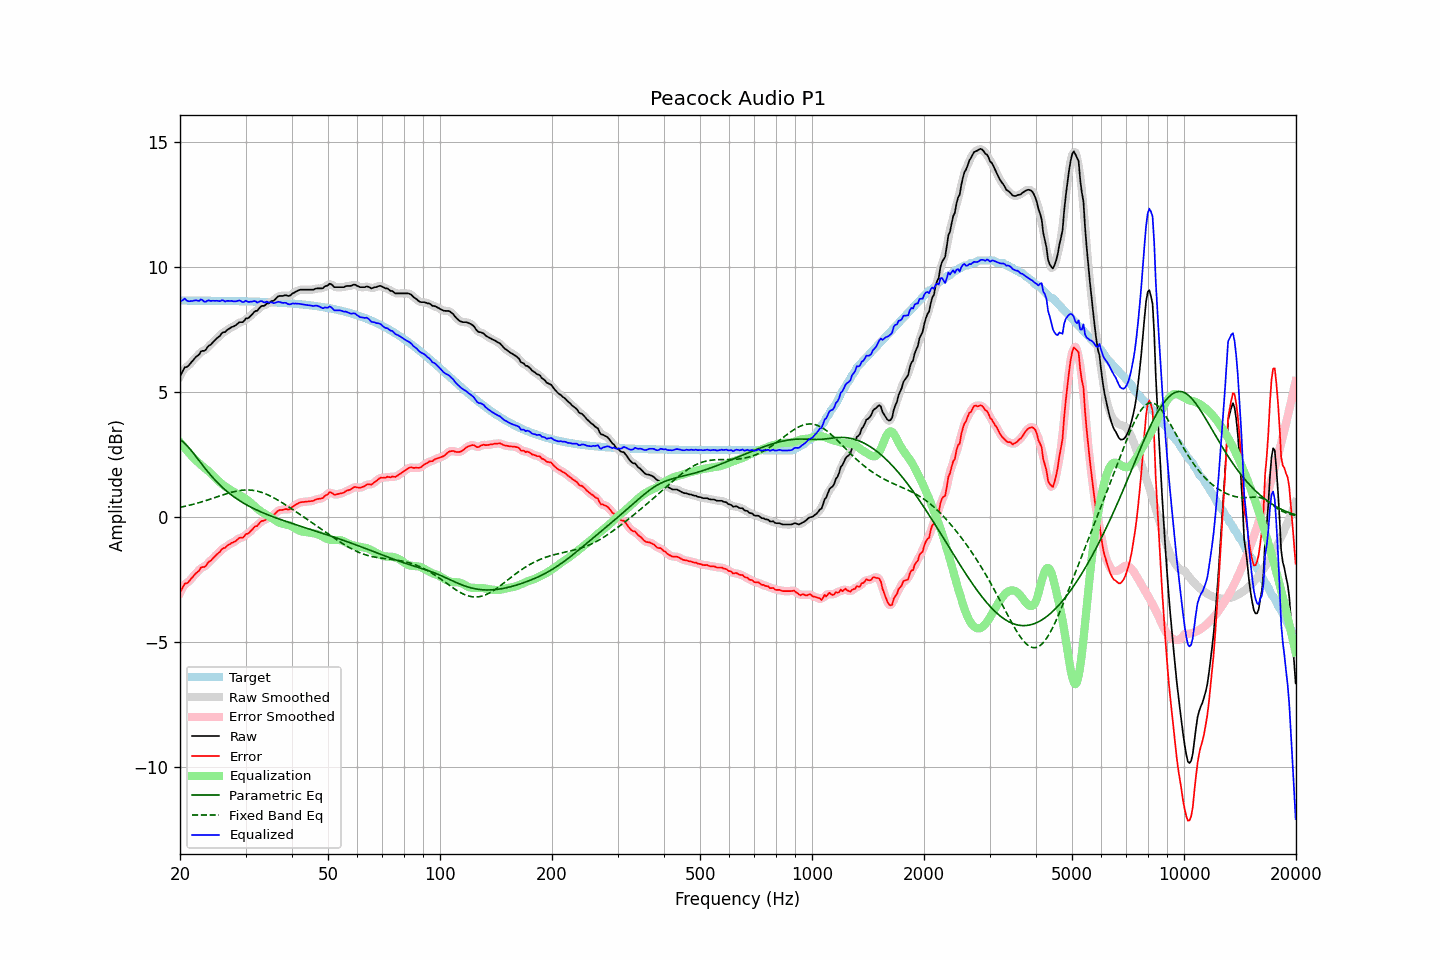 Peacock Audio P1
Amplitude (dBr)
15
10
5
0
−5
−10
Target
Raw Smoothed
Error Smoothed
Raw
Error
Equalization
Parametric Eq
Fixed Band Eq
Equalized
20
50
100
200
500
1000
2000
5000
10000
20000
Frequency (Hz)